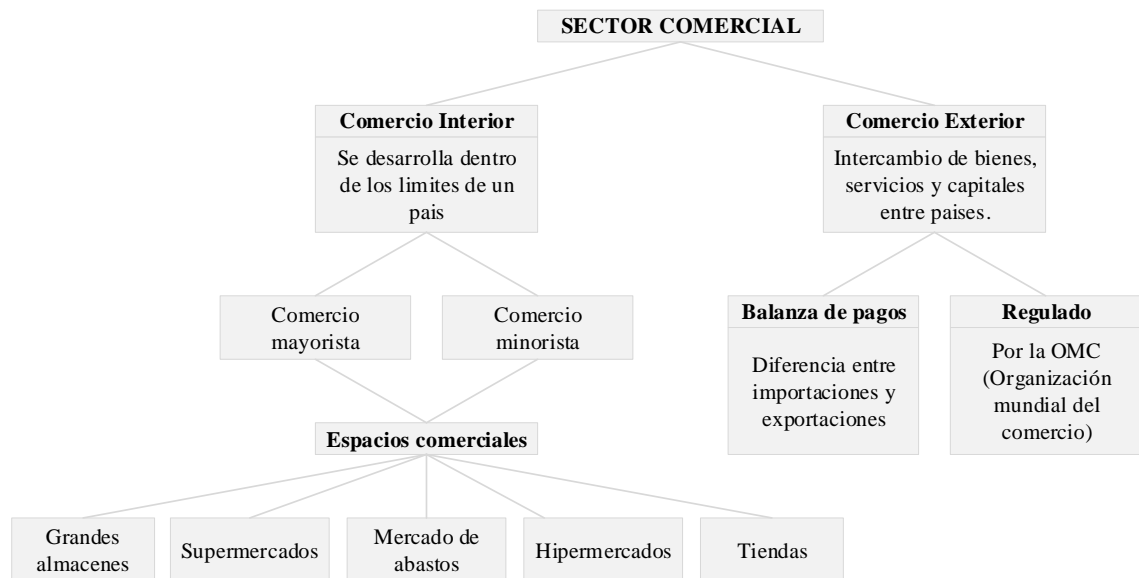 SECTOR COMERCIAL
Comercio Interior
Se desarrolla dentro
de los limites de un
pais
Comercio Exterior
Intercambio de bienes,
servicios y capitales
entre paises.
Comercio
mayorista
Comercio
minorista
Balanza de pagos
Diferencia entre
importaciones y
exportaciones
Regulado
Por la OMC
(Organización
mundial del
comercio)
Espacios comerciales
Grandes
almacenes
Supermercados
Mercado de
abastos
Hipermercados
Tiendas